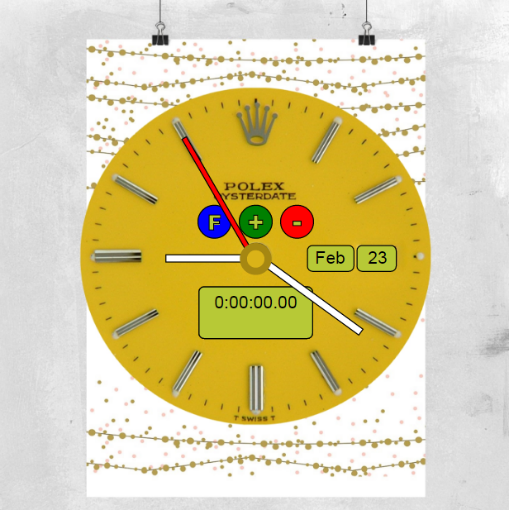 POLEX
YSTERDATE
F + -
Feb 23
0:00:00.00
T SWISS T